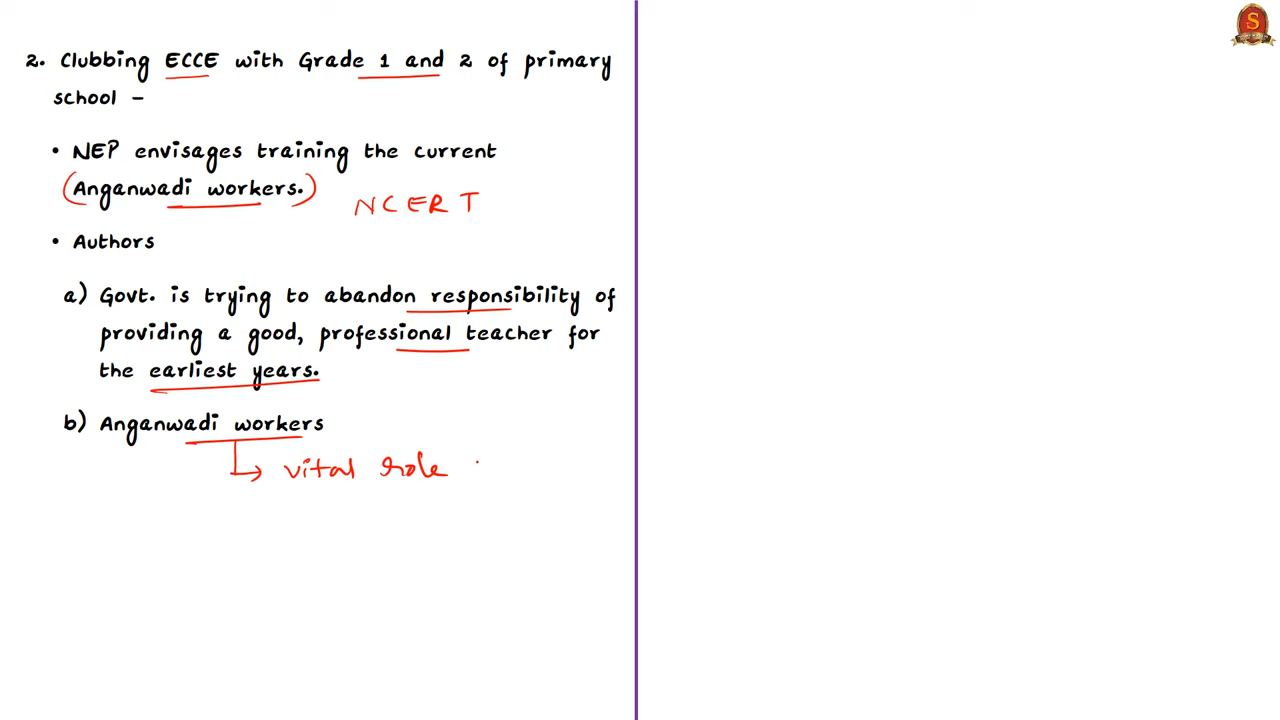 2. Clubbing ECCE with Grade 1 and 2 of primary
school –
• NEP envisages training the current
(Anganwadi workers.)
NCERT
• Authors
a) Govt. is trying to abandon responsibility of
providing a good, professional teacher for
the earliest years.
b) Anganwadi workers
→ vital role
S